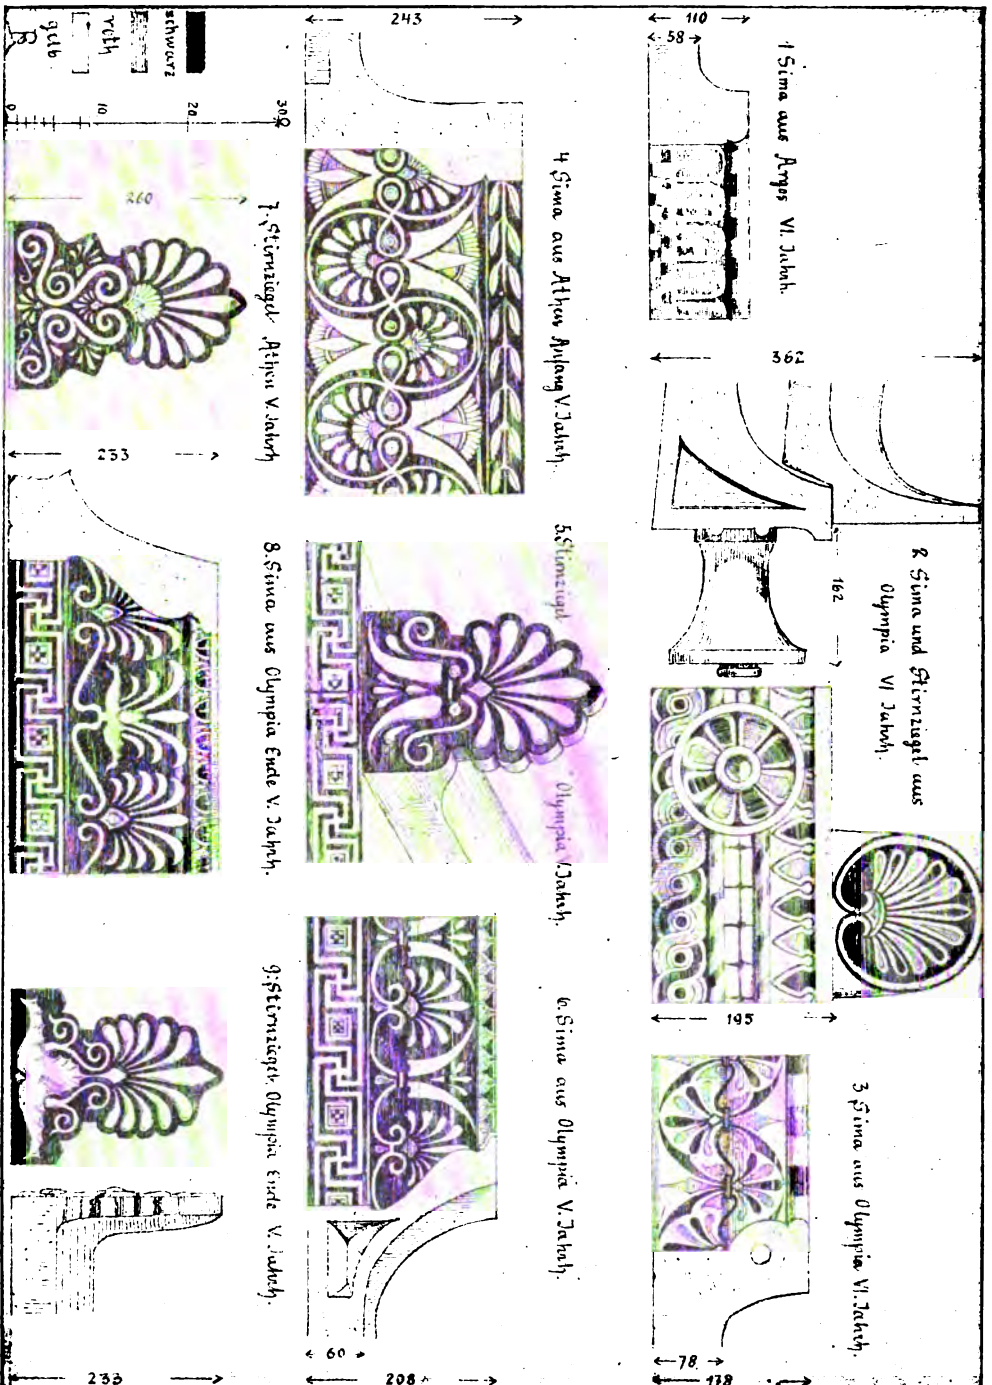 1 Sima aus Argos VI. Jahrh.
110
58
362
2 Sima und Stirnziegel aus
Olympia VI Jahrh.
162
195
3 Sima aus Olympia VI. Jahrh.
78
178
243
4 Sima aus Athen Anfang V. Jahrh.
5. Stirnziegel Olympia V. Jahrh.
6. Sima aus Olympia V. Jahrh.
60
208
schwarz
roth
gelb
0
10
20
30
260
7. Stirnziegel Athen V. Jahrh
233
8. Sima aus Olympia Ende V. Jahrh.
9. Stirnziegel. Olympia Ende V. Jahrh.
233